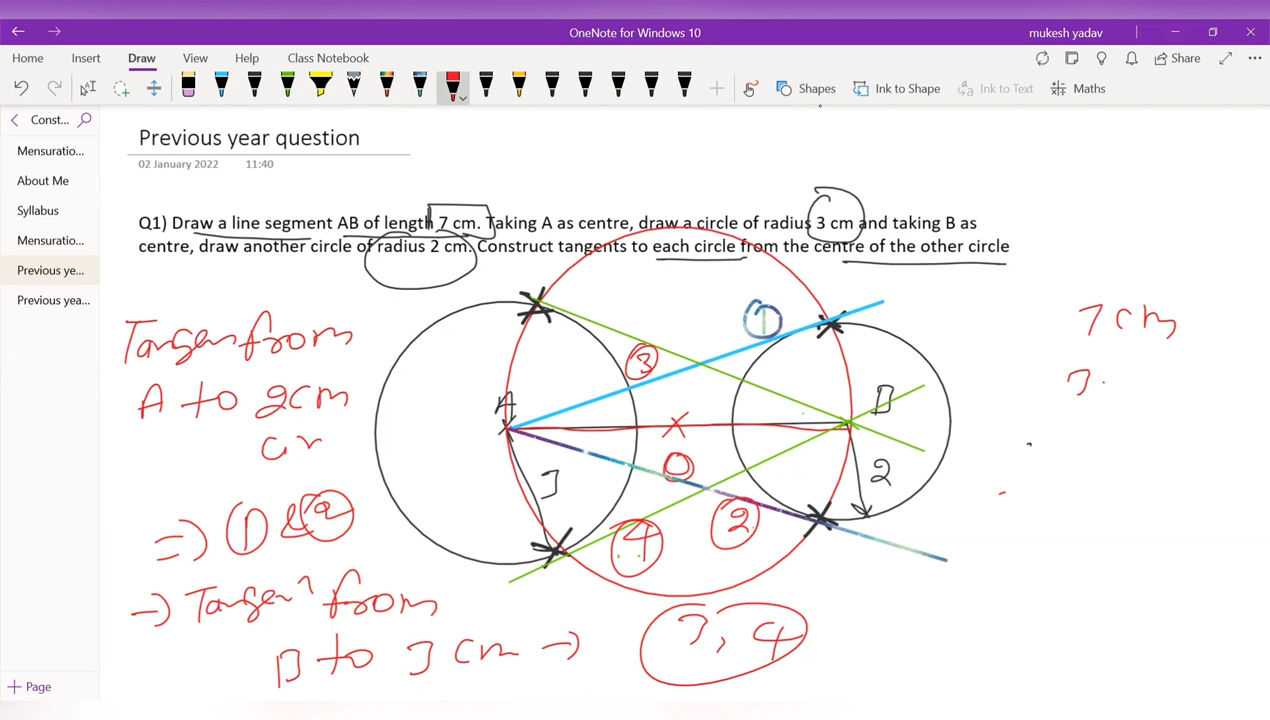 OneNote for Windows 10
mukesh yadav
Home Insert Draw View Help Class Notebook
Share
Shapes Ink to Shape Ink to Text Maths
Const...
Mensuratio...
About Me
Syllabus
Mensuratio...
Previous ye...
Previous yea...
Page
Previous year question
02 January 2022 11:40
Q1) Draw a line segment AB of length 7 cm. Taking A as centre, draw a circle of radius 3 cm and taking B as
centre, draw another circle of radius 2 cm. Construct tangents to each circle from the centre of the other circle
Tangen from
A to 2cm
cir
=) ① & ②
-) Tangen' from
B to 3 cm -)
3, 4
A
B
3
2
1
3
O
4
2
7 cm
3.